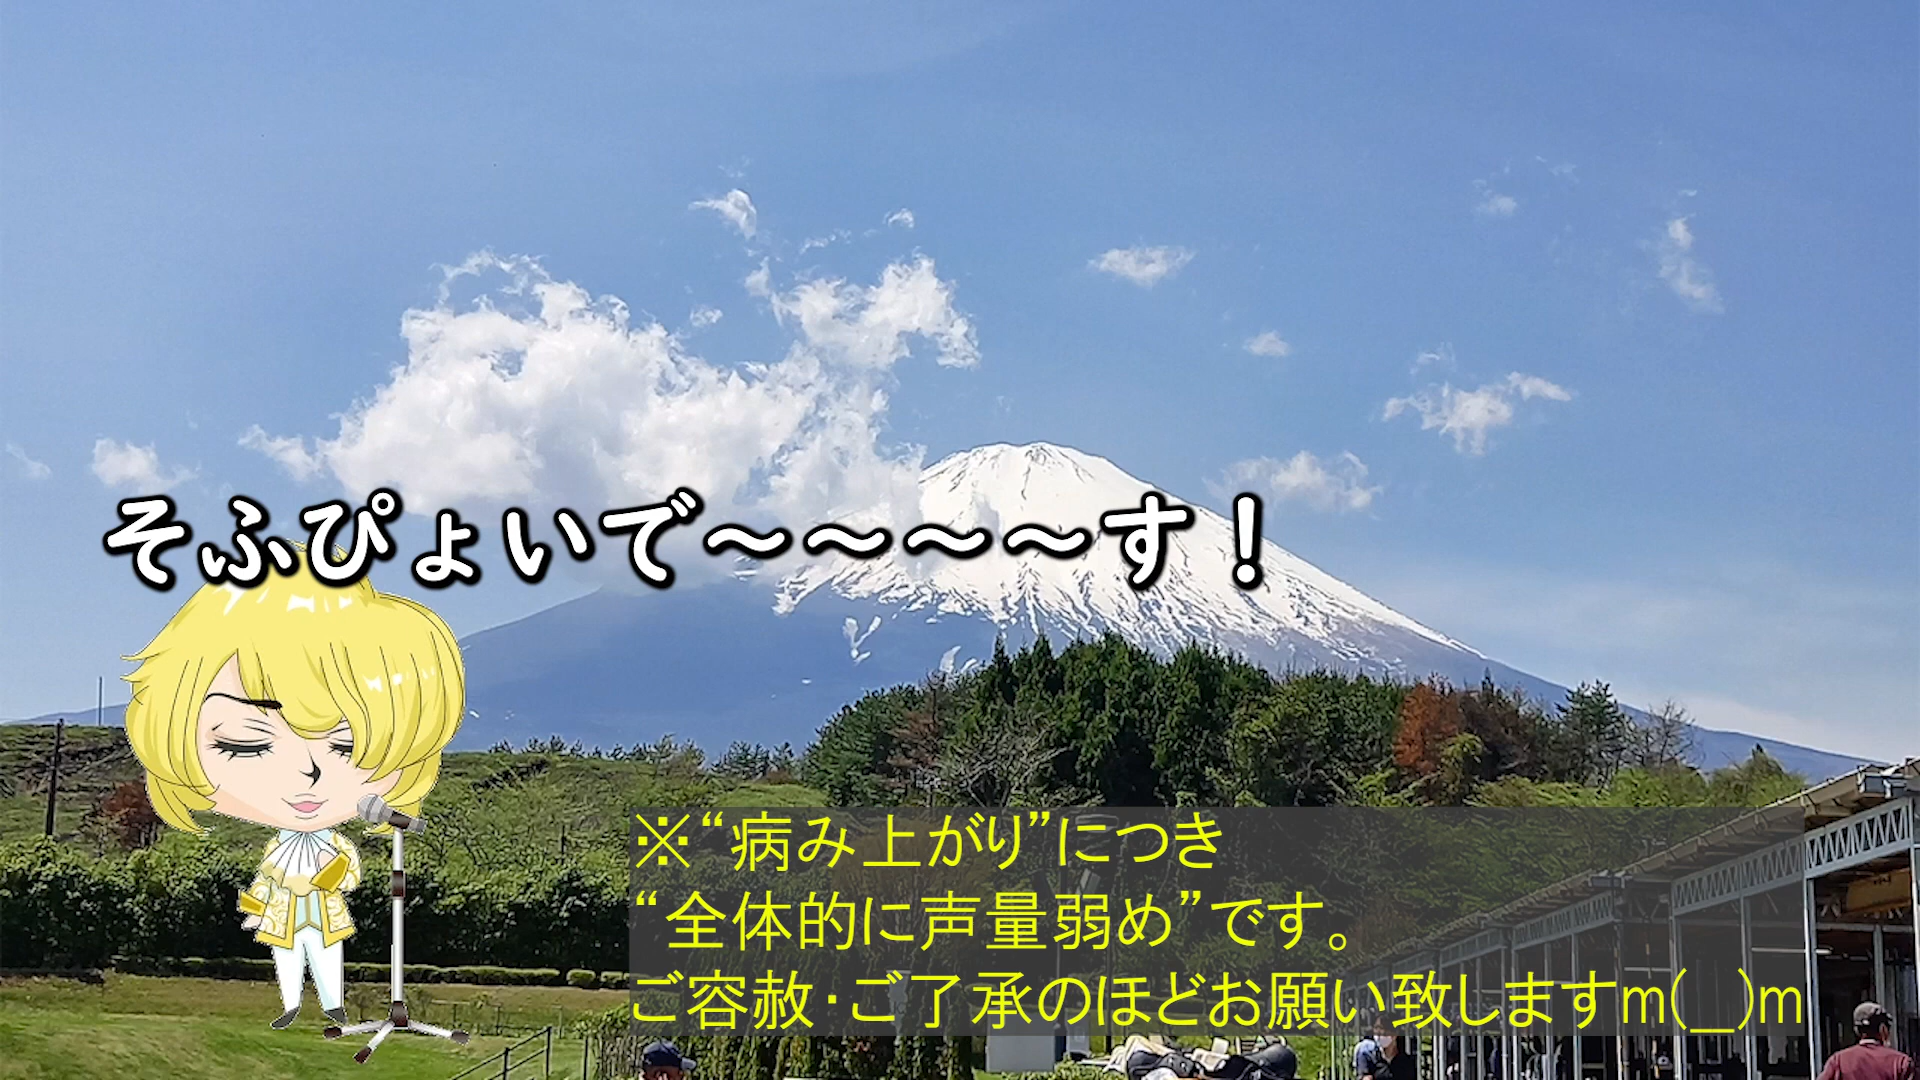 そふぴょいで～～～～す！
※“病み上がり”につき
“全体的に声量弱め”です。
ご容赦・ご了承のほどお願い致しますm(_)m